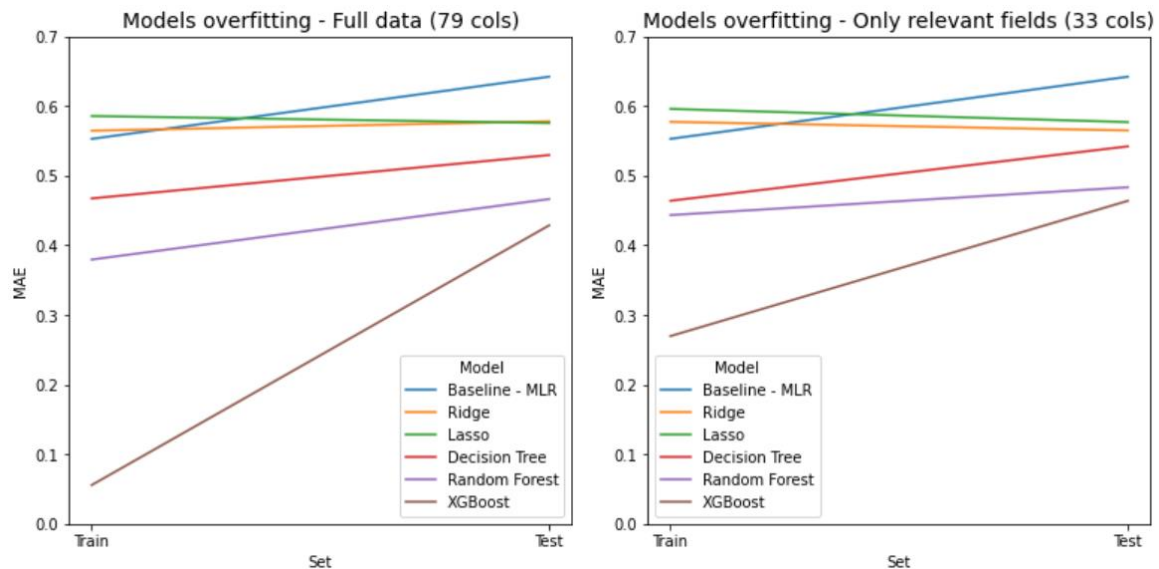 Models overfitting - Full data (79 cols)
0.7
0.6
0.5
0.4
0.3
0.2
0.1
0.0
MAE
Train
Test
Set
Model
Baseline - MLR
Ridge
Lasso
Decision Tree
Random Forest
XGBoost
Models overfitting - Only relevant fields (33 cols)
0.7
0.6
0.5
0.4
0.3
0.2
0.1
0.0
MAE
Train
Test
Set
Model
Baseline - MLR
Ridge
Lasso
Decision Tree
Random Forest
XGBoost